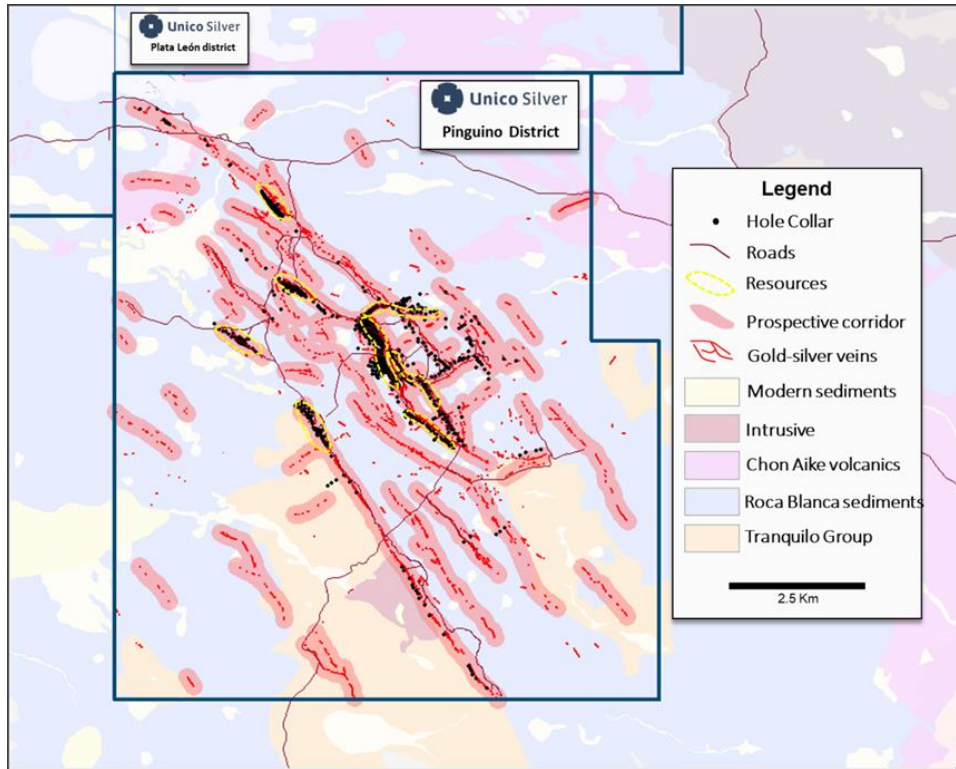 Unico Silver
Plata León district
Unico Silver
Pinguino District
Legend
Hole Collar
Roads
Resources
Prospective corridor
Gold-silver veins
Modern sediments
Intrusive
Chon Aike volcanics
Roca Blanca sediments
Tranquilo Group
2.5 Km